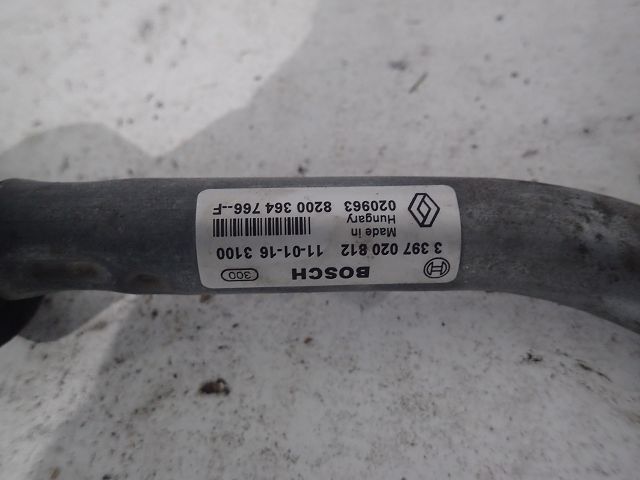 BOSCH 300
3 397 020 812 11-01-16 3100
Made in
Hungary
020963 8200 364 766--F